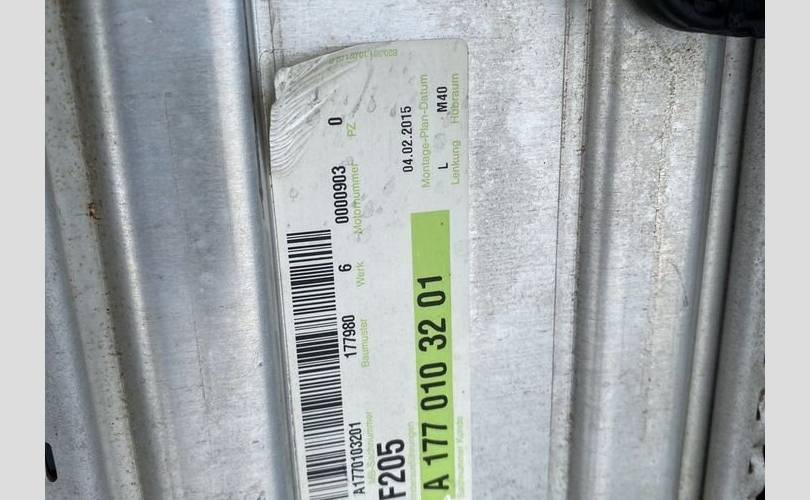 A1770103201 177980 6 0000903 0
Baumuster Werk Motornummer PZ
F205
04.02.2015
Montage-Plan-Datum
A 177 010 32 01
L M40
Lenkung Hubraum